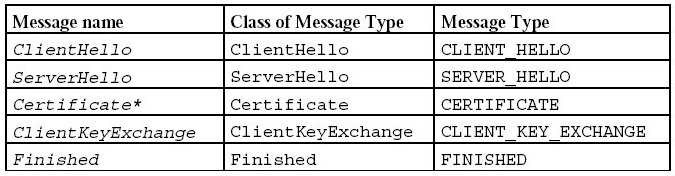 Message name Class of Message Type Message Type
ClientHello ClientHello CLIENT_HELLO
ServerHello ServerHello SERVER_HELLO
Certificate* Certificate CERTIFICATE
ClientKeyExchange ClientKeyExchange CLIENT_KEY_EXCHANGE
Finished Finished FINISHED